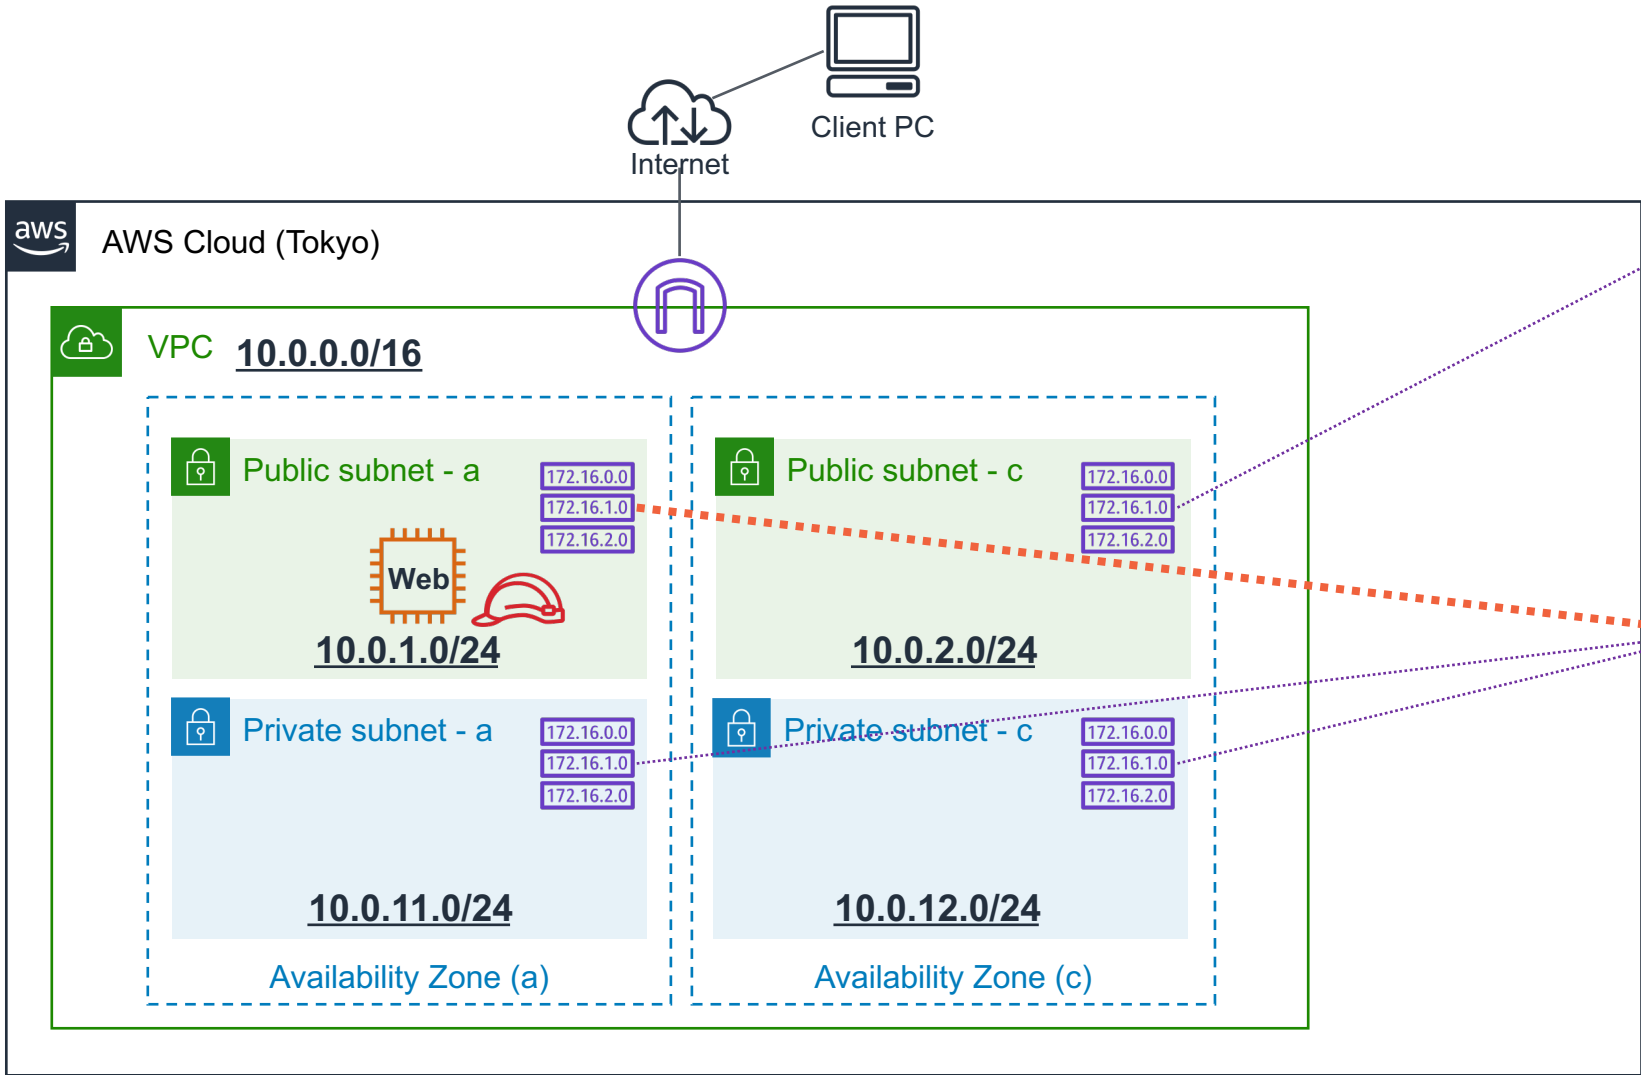 Client PC
Internet
aws
AWS Cloud (Tokyo)
VPC 10.0.0.0/16
Public subnet - a
172.16.0.0
172.16.1.0
172.16.2.0
Web
10.0.1.0/24
Public subnet - c
172.16.0.0
172.16.1.0
172.16.2.0
10.0.2.0/24
Private subnet - a
172.16.0.0
172.16.1.0
172.16.2.0
10.0.11.0/24
Private subnet - c
172.16.0.0
172.16.1.0
172.16.2.0
10.0.12.0/24
Availability Zone (a)
Availability Zone (c)